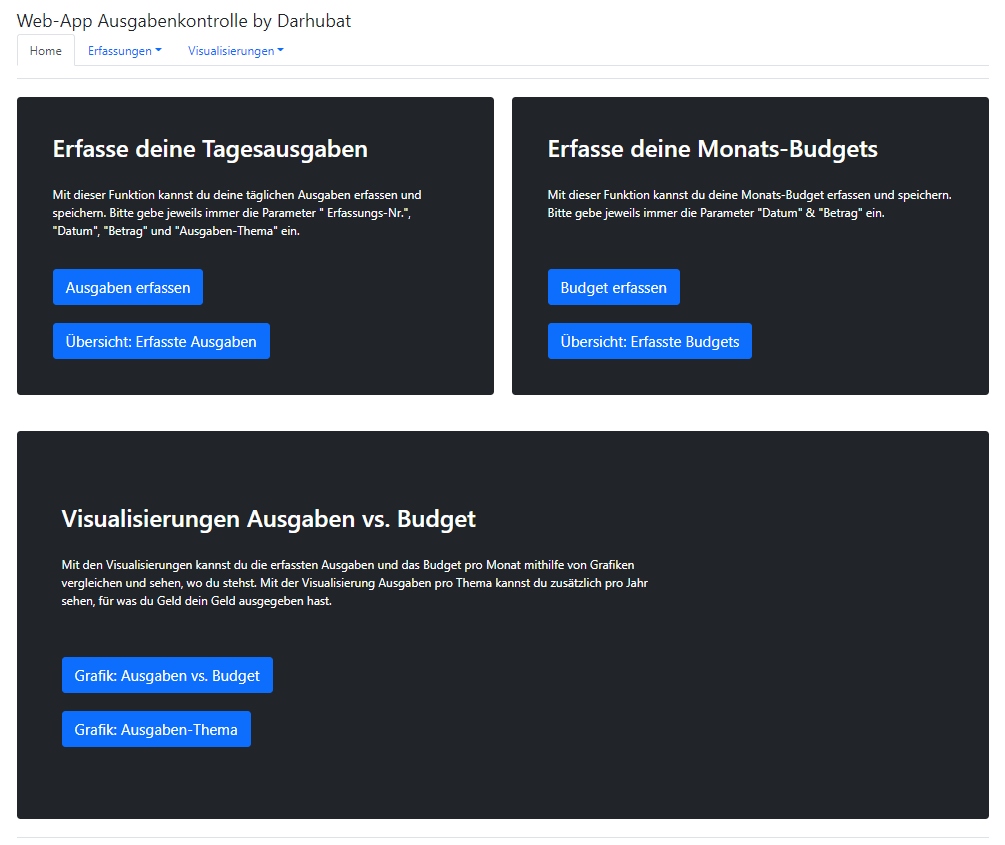 Web-App Ausgabenkontrolle by Darhubat
Home Erfassungen Visualisierungen
Erfasse deine Tagesausgaben
Mit dieser Funktion kannst du deine täglichen Ausgaben erfassen und
speichern. Bitte gebe jeweils immer die Parameter " Erfassungs-Nr.",
"Datum", "Betrag" und "Ausgaben-Thema" ein.
Ausgaben erfassen
Übersicht: Erfasste Ausgaben
Erfasse deine Monats-Budgets
Mit dieser Funktion kannst du deine Monats-Budget erfassen und speichern.
Bitte gebe jeweils immer die Parameter "Datum" & "Betrag" ein.
Budget erfassen
Übersicht: Erfasste Budgets
Visualisierungen Ausgaben vs. Budget
Mit den Visualisierungen kannst du die erfassten Ausgaben und das Budget pro Monat mithilfe von Grafiken
vergleichen und sehen, wo du stehst. Mit der Visualisierung Ausgaben pro Thema kannst du zusätzlich pro Jahr
sehen, für was du Geld dein Geld ausgegeben hast.
Grafik: Ausgaben vs. Budget
Grafik: Ausgaben-Thema